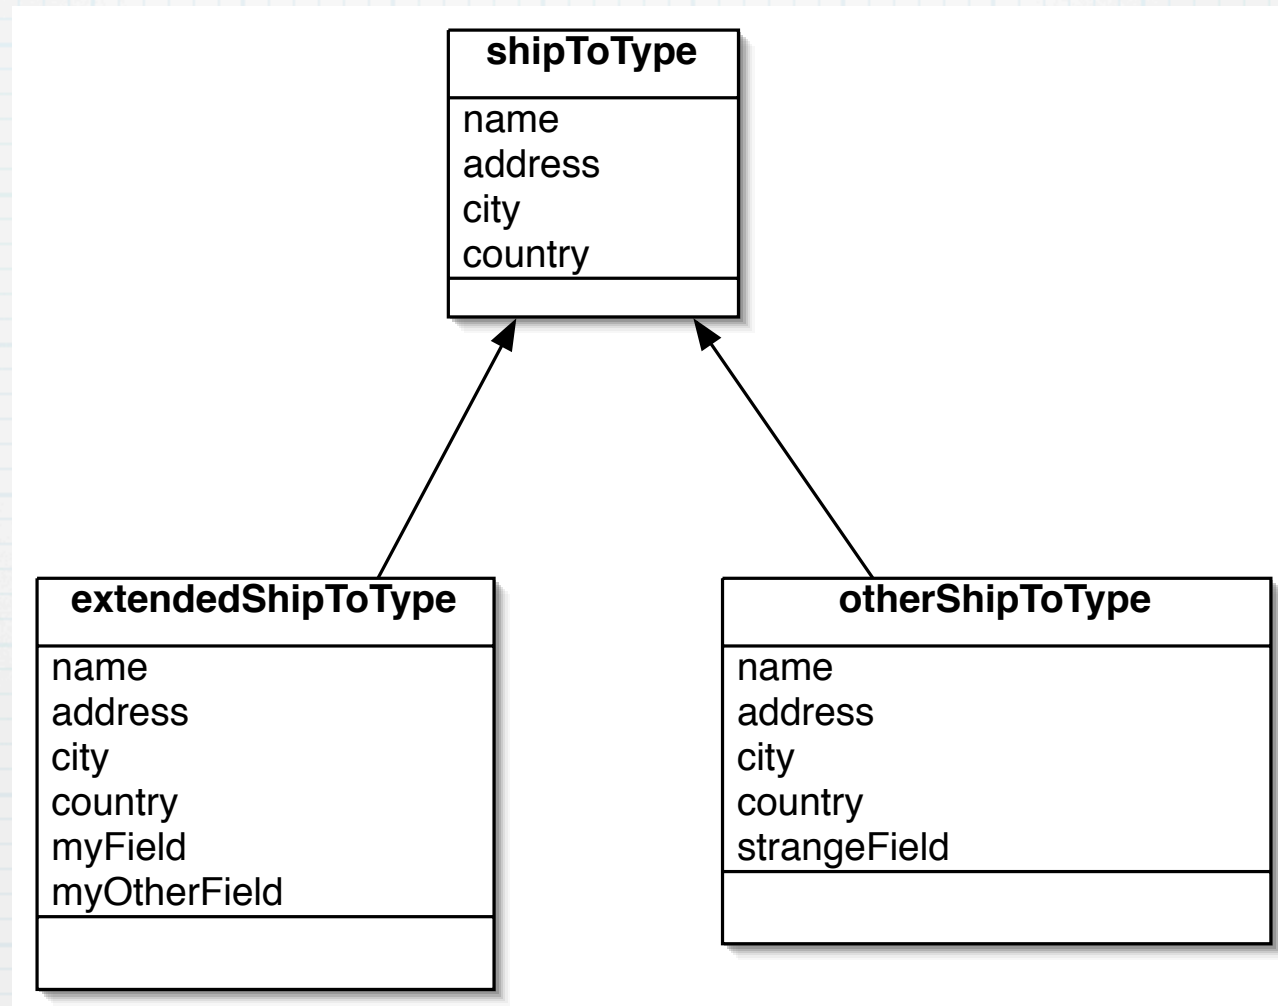 shipToType
name
address
city
country
extendedShipToType
name
address
city
country
myField
myOtherField
otherShipToType
name
address
city
country
strangeField